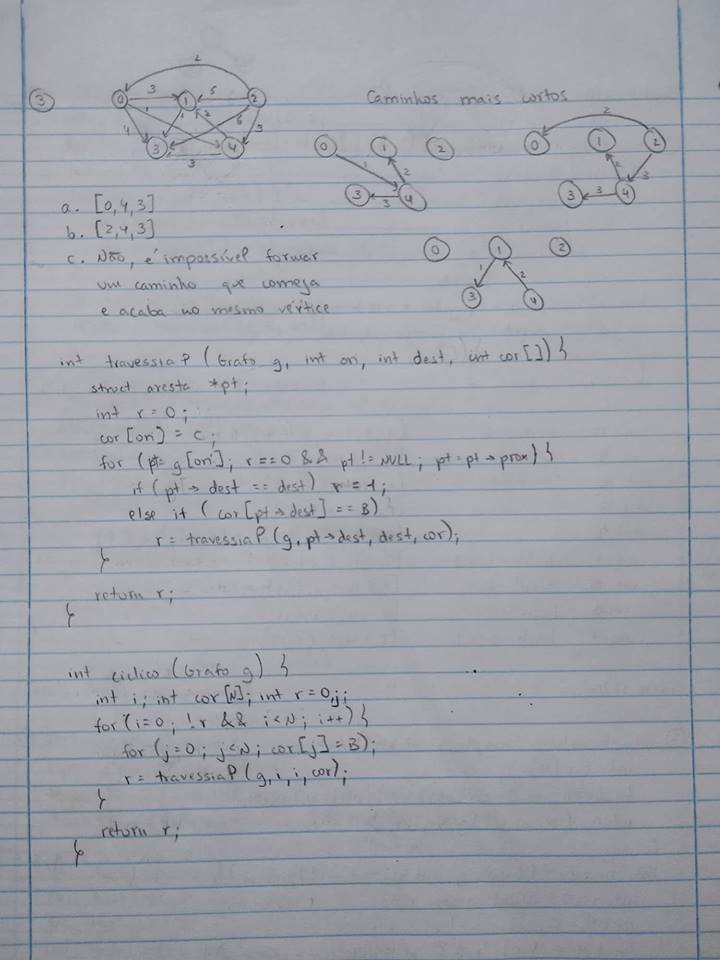 3
2
0 3 1 5 2
4 1 1 2 6 3
3 3 4
Caminhos mais curtos
0 1 2
1 2
3 3 4
2
0 1 2
2 3
3 3 4
a. [0,4,3]
b. [2,4,3]
c. Não, é impossível formar
um caminho que começa
e acaba no mesmo vértice
0 1 2
1 2
3 4
int travessiaP (Grafo g, int ori, int dest, int cor[]) {
struct aresta *pt;
int r = 0;
cor[ori] = C;
for (pt = g[ori]; r == 0 && pt != NULL; pt = pt → prox) {
if (pt → dest == dest) r = 1;
else if (cor[pt → dest] == B)
r = travessiaP (g, pt → dest, dest, cor);
}
return r;
}
int ciclico (Grafo g) {
int i; int cor[N]; int r = 0, j;
for (i=0; !r && i<N; i++) {
for (j=0; j<N; cor[j] = B);
r = travessiaP (g, i, i, cor);
}
return r;
}